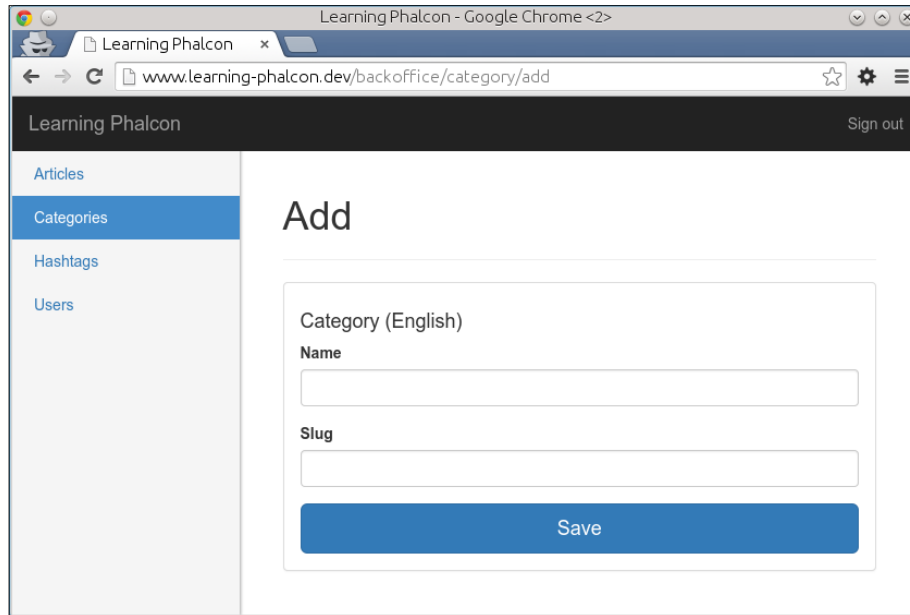 Learning Phalcon - Google Chrome <2>
Learning Phalcon ×
www.learning-phalcon.dev/backoffice/category/add
Learning Phalcon Sign out
Articles
Categories
Hashtags
Users
Add
Category (English)
Name
Slug
Save